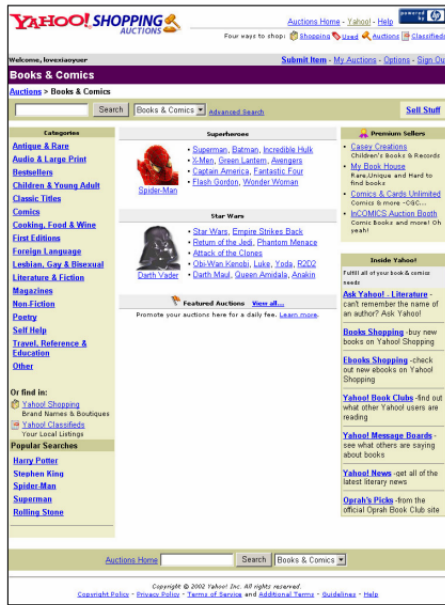 YAHOO! SHOPPING
AUCTIONS
powered by hp
Auctions Home - Yahoo! - Help
Four ways to shop: Shopping Used Auctions Classifieds
Welcome, lovexiaoyuer
Submit Item - My Auctions - Options - Sign Out
Books & Comics
Auctions > Books & Comics
Search Books & Comics Advanced Search
Sell Stuff
Categories
Antique & Rare
Audio & Large Print
Bestsellers
Children & Young Adult
Classic Titles
Comics
Cooking, Food & Wine
First Editions
Foreign Language
Lesbian, Gay & Bisexual
Literature & Fiction
Magazines
Non-Fiction
Poetry
Self Help
Travel, Reference &
Education
Other
Or find in:
Yahoo! Shopping
Brand Names & Boutiques
Yahoo! Classifieds
Your Local Listings
Popular Searches
Harry Potter
Stephen King
Spider-Man
Superman
Rolling Stone
Superheroes
Spider-Man
• Superman, Batman, Incredible Hulk
• X-Men, Green Lantern, Avengers
• Captain America, Fantastic Four
• Flash Gordon, Wonder Woman
Star Wars
Darth Vader
• Star Wars, Empire Strikes Back
• Return of the Jedi, Phantom Menace
• Attack of the Clones
• Obi-Wan Kenobi, Luke, Yoda, R2D2
• Darth Maul, Queen Amidala, Anakin
Featured Auctions View all...
Promote your auctions here for a daily fee. Learn more.
Premium Sellers
• Casey Creations
Children's Books & Records
• My Book House
Rare,Unique and Hard to
find books
• Comics & Cards Unlimited
Comics & more -CGC...
• InCOMICS Auction Booth
Comic Books and more! Oh
yeah!
Inside Yahoo!
Fulfill all of your book & comics
needs
Ask Yahoo! - Literature -
can't remember the name of
an author? Ask Yahoo!
Books Shopping -buy new
books on Yahoo! Shopping
Ebooks Shopping -check
out new ebooks on Yahoo!
Shopping
Yahoo! Book Clubs -find out
what other Yahoo! users are
reading
Yahoo! Message Boards -
see what others are saying
about books
Yahoo! News -get all of the
latest literary news
Oprah's Picks -from the
official Oprah Book Club site
Auctions Home Search Books & Comics
Copyright © 2002 Yahoo! Inc. All rights reserved.
Copyright Policy - Privacy Policy - Terms of Service and Additional Terms - Guidelines - Help